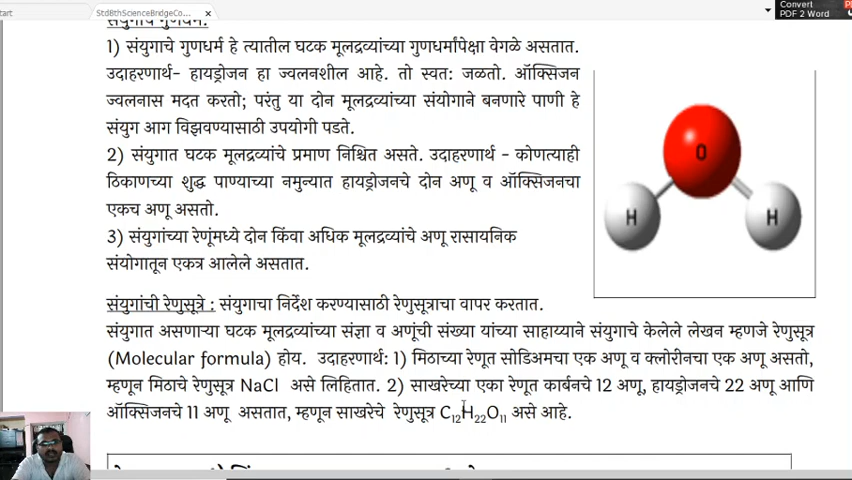 tart
Std8thScienceBridgeCo... ×
Convert
PDF 2 Word
संयुगाचे गुणधर्म:
1) संयुगाचे गुणधर्म हे त्यातील घटक मूलद्रव्यांच्या गुणधर्मांपेक्षा वेगळे असतात.
उदाहरणार्थ- हायड्रोजन हा ज्वलनशील आहे. तो स्वत: जळतो. ऑक्सिजन
ज्वलनास मदत करतो; परंतु या दोन मूलद्रव्यांच्या संयोगाने बनणारे पाणी हे
संयुग आग विझवण्यासाठी उपयोगी पडते.
2) संयुगात घटक मूलद्रव्यांचे प्रमाण निश्चित असते. उदाहरणार्थ - कोणत्याही
ठिकाणच्या शुद्ध पाण्याच्या नमुन्यात हायड्रोजनचे दोन अणू व ऑक्सिजनचा
एकच अणू असतो.
3) संयुगांच्या रेणूंमध्ये दोन किंवा अधिक मूलद्रव्यांचे अणू रासायनिक
संयोगातून एकत्र आलेले असतात.
O
H
H
संयुगांची रेणुसूत्रे : संयुगाचा निर्देश करण्यासाठी रेणुसूत्राचा वापर करतात.
संयुगात असणाऱ्या घटक मूलद्रव्यांच्या संज्ञा व अणूंची संख्या यांच्या साहाय्याने संयुगाचे केलेले लेखन म्हणजे रेणुसूत्र
(Molecular formula) होय. उदाहरणार्थ: 1) मिठाच्या रेणूत सोडिअमचा एक अणू व क्लोरीनचा एक अणू असतो,
म्हणून मिठाचे रेणुसूत्र NaCl असे लिहितात. 2) साखरेच्या एका रेणूत कार्बनचे 12 अणू, हायड्रोजनचे 22 अणू आणि
ऑक्सिजनचे 11 अणू असतात, म्हणून साखरेचे रेणुसूत्र C₁₂H₂₂O₁₁ असे आहे.